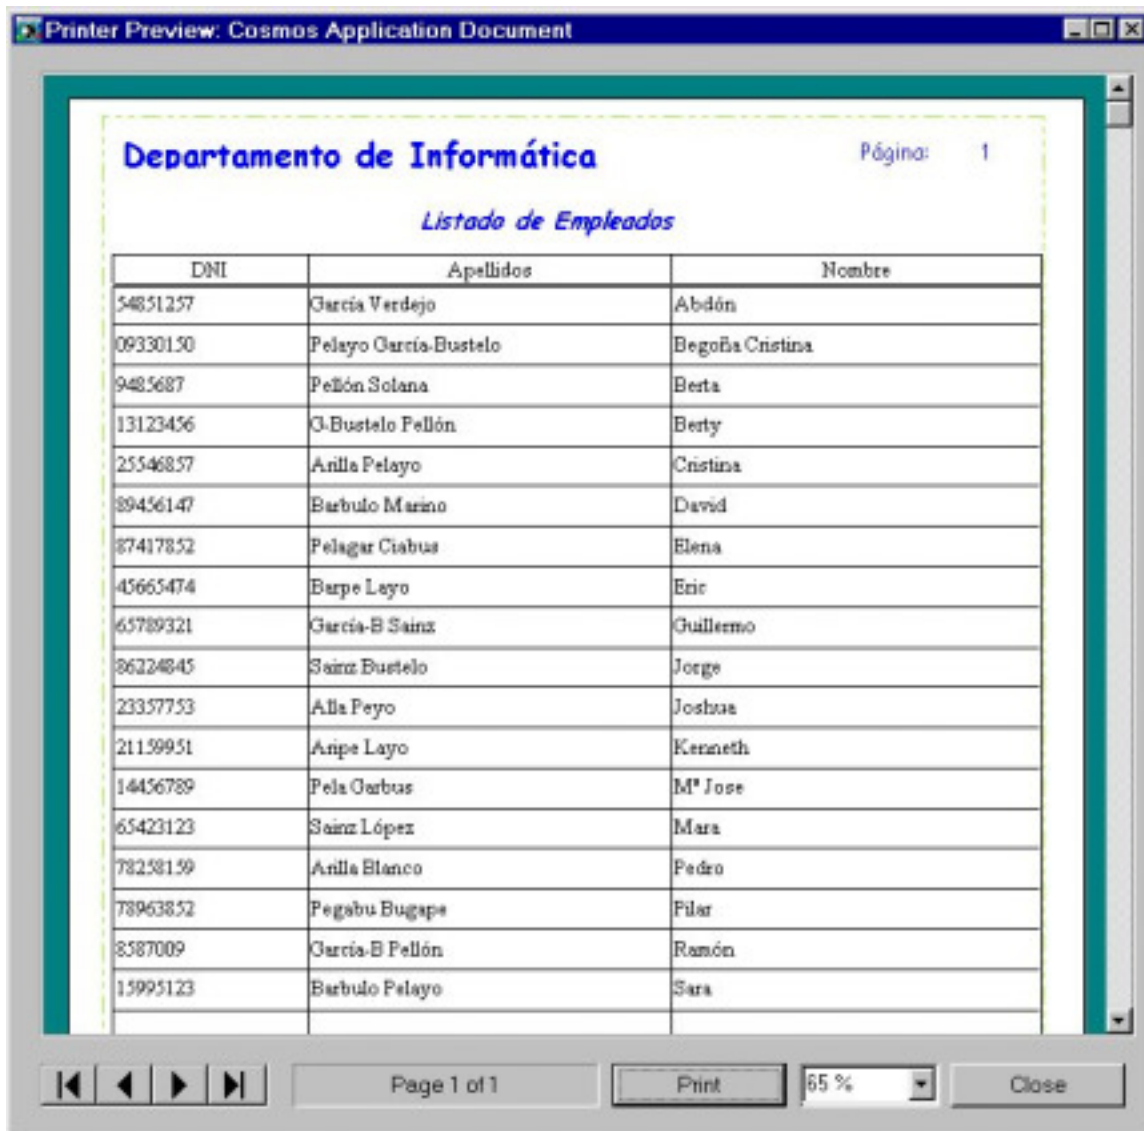 Printer Preview: Cosmos Application Document
Departamento de Informática Página: 1
Listado de Empleados
DNI Apellidos Nombre
54851257 García Verdejo Abdón
09330150 Pelayo García-Bustelo Begoña Cristina
9485687 Pellón Solana Berta
13123456 G-Bustelo Pellón Berty
25546857 Arilla Pelayo Cristina
89456147 Barbulo Marino David
87417852 Pelagar Ciabus Elena
45665474 Barpe Layo Eric
65789321 García-B Sainz Guillermo
86224845 Sainz Bustelo Jorge
23357753 Alla Peyo Joshua
21159951 Aripe Layo Kenneth
14456789 Pela Garbus Mª Jose
65423123 Sainz López Mara
78258159 Arilla Blanco Pedro
78963852 Pegabu Bugape Pilar
8587009 García-B Pellón Ramón
15995123 Barbulo Pelayo Sara
Page 1 of 1 Print 65 % Close